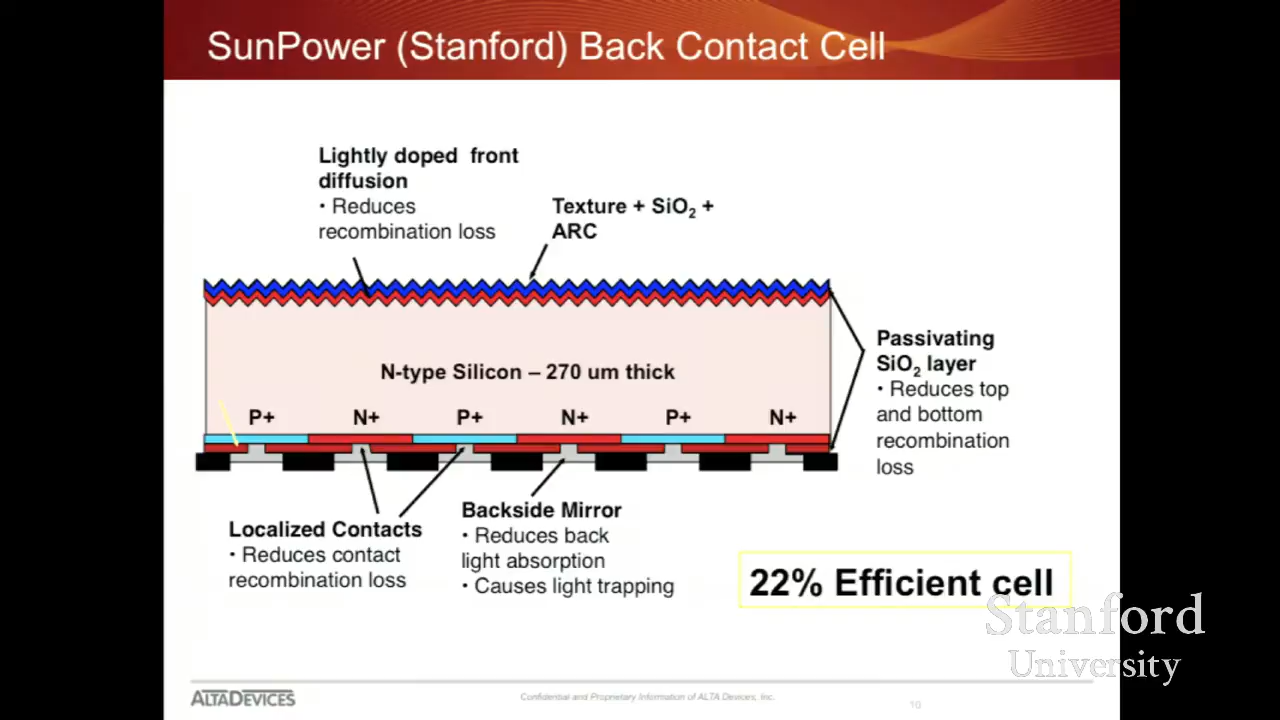 SunPower (Stanford) Back Contact Cell
Lightly doped front
diffusion
• Reduces
recombination loss
Texture + SiO₂ +
ARC
Passivating
SiO₂ layer
• Reduces top
and bottom
recombination
loss
N-type Silicon – 270 um thick
P+ N+ P+ N+ P+ N+
Localized Contacts
• Reduces contact
recombination loss
Backside Mirror
• Reduces back
light absorption
• Causes light trapping
22% Efficient cell
Stanford
University
ALTADEVICES
Confidential and Proprietary Information of ALTA Devices, Inc.
10